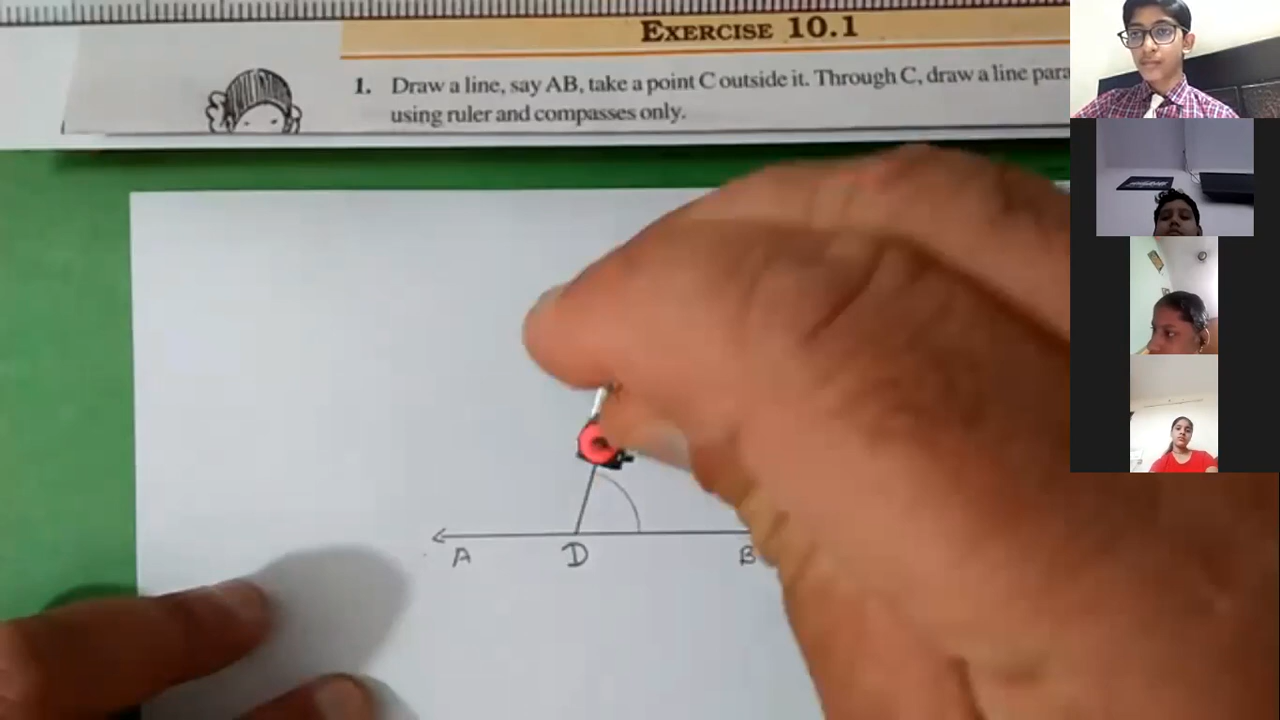 EXERCISE 10.1
1. Draw a line, say AB, take a point C outside it. Through C, draw a line para
using ruler and compasses only.
A D B